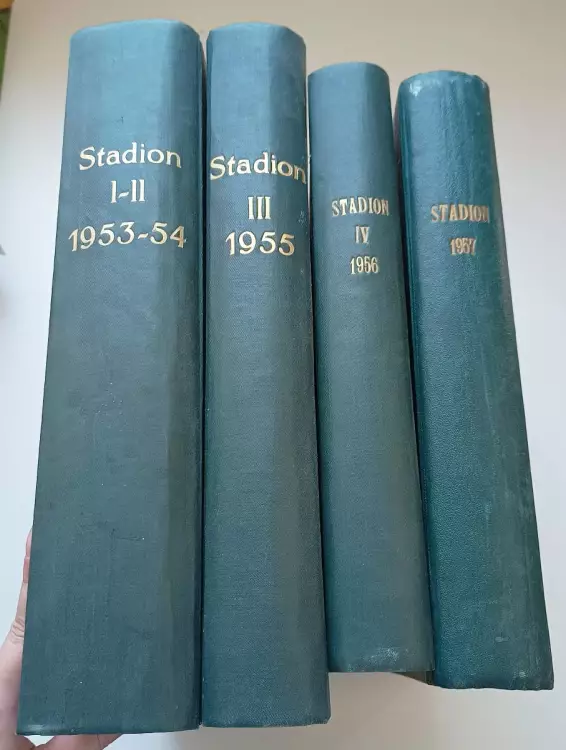 Stadion
I-II
1953-54
Stadion
III
1955
STADION
IV
1956
STADION
1957